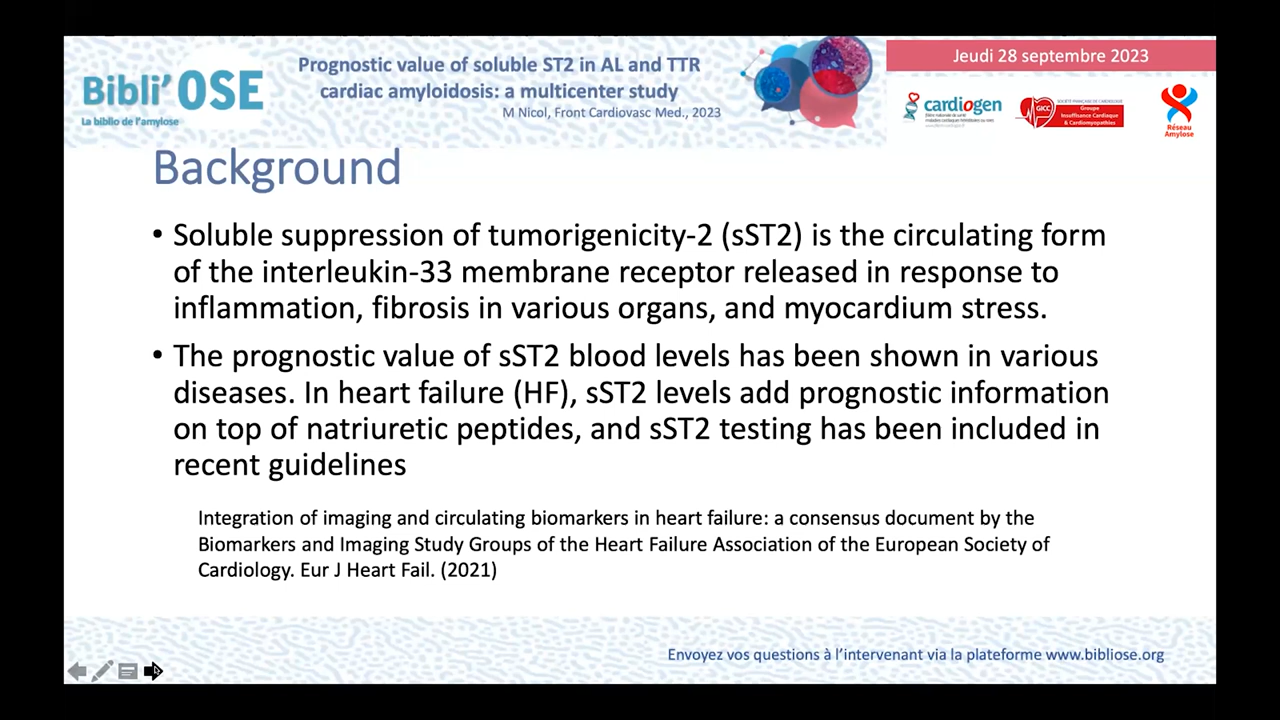 Bibli'OSE
La biblio de l'amylose
Prognostic value of soluble ST2 in AL and TTR
cardiac amyloidosis: a multicenter study
M Nicol, Front Cardiovasc Med., 2023
Jeudi 28 septembre 2023
cardiogen
SOCIÉTÉ FRANÇAISE DE CARDIOLOGIE
GICC
Groupe
Insuffisance Cardiaque
& Cardiomyopathies
Réseau
Amylose
Background
• Soluble suppression of tumorigenicity-2 (sST2) is the circulating form
of the interleukin-33 membrane receptor released in response to
inflammation, fibrosis in various organs, and myocardium stress.
• The prognostic value of sST2 blood levels has been shown in various
diseases. In heart failure (HF), sST2 levels add prognostic information
on top of natriuretic peptides, and sST2 testing has been included in
recent guidelines
Integration of imaging and circulating biomarkers in heart failure: a consensus document by the
Biomarkers and Imaging Study Groups of the Heart Failure Association of the European Society of
Cardiology. Eur J Heart Fail. (2021)
Envoyez vos questions à l'intervenant via la plateforme www.bibliose.org